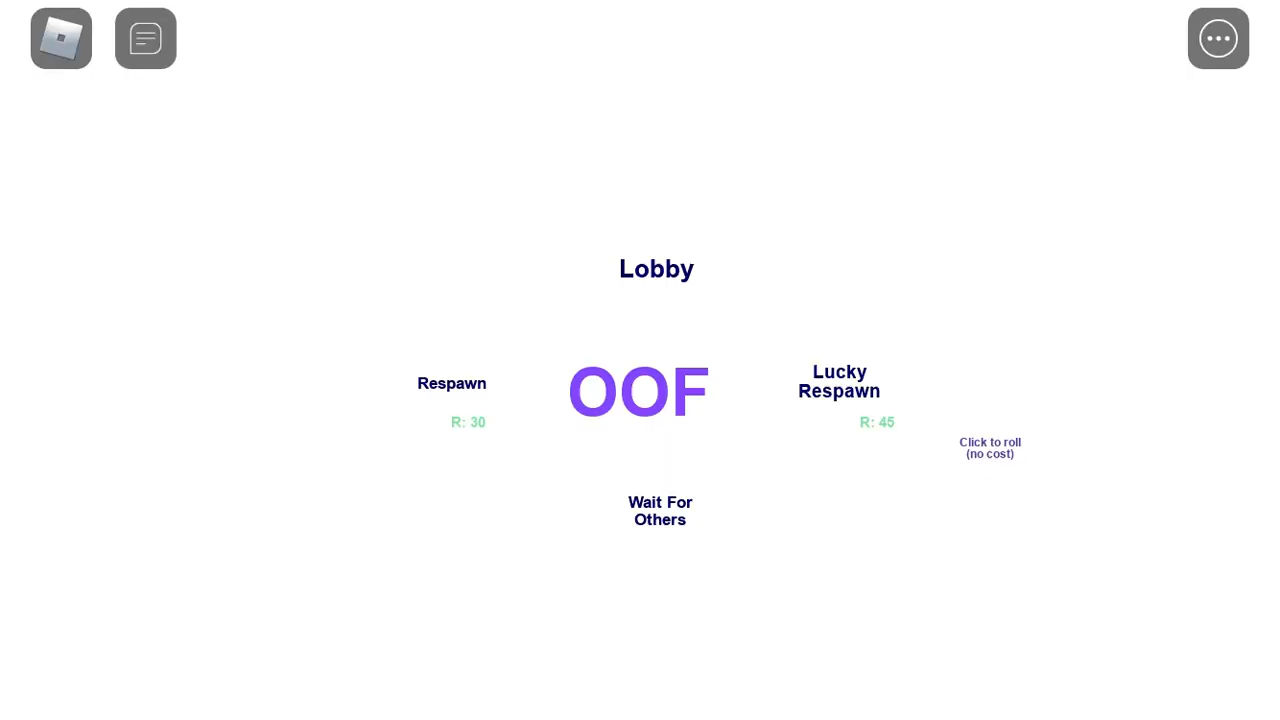 Lobby
Respawn
OOF
Lucky
Respawn
R: 30
R: 45
Click to roll
(no cost)
Wait For
Others